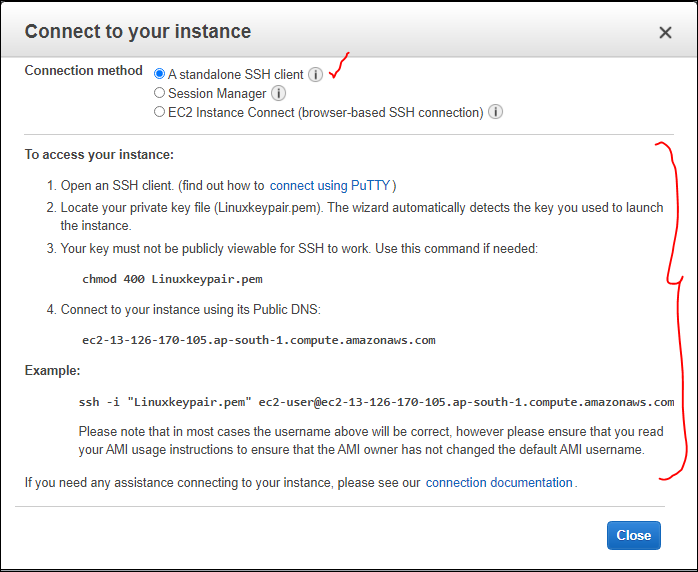 Connect to your instance
Connection method
A standalone SSH client
Session Manager
EC2 Instance Connect (browser-based SSH connection)
To access your instance:
1. Open an SSH client. (find out how to connect using PuTTY)
2. Locate your private key file (Linuxkeypair.pem). The wizard automatically detects the key you used to launch
the instance.
3. Your key must not be publicly viewable for SSH to work. Use this command if needed:
chmod 400 Linuxkeypair.pem
4. Connect to your instance using its Public DNS:
ec2-13-126-170-105.ap-south-1.compute.amazonaws.com
Example:
ssh -i "Linuxkeypair.pem" ec2-user@ec2-13-126-170-105.ap-south-1.compute.amazonaws.com
Please note that in most cases the username above will be correct, however please ensure that you read
your AMI usage instructions to ensure that the AMI owner has not changed the default AMI username.
If you need any assistance connecting to your instance, please see our connection documentation.
Close